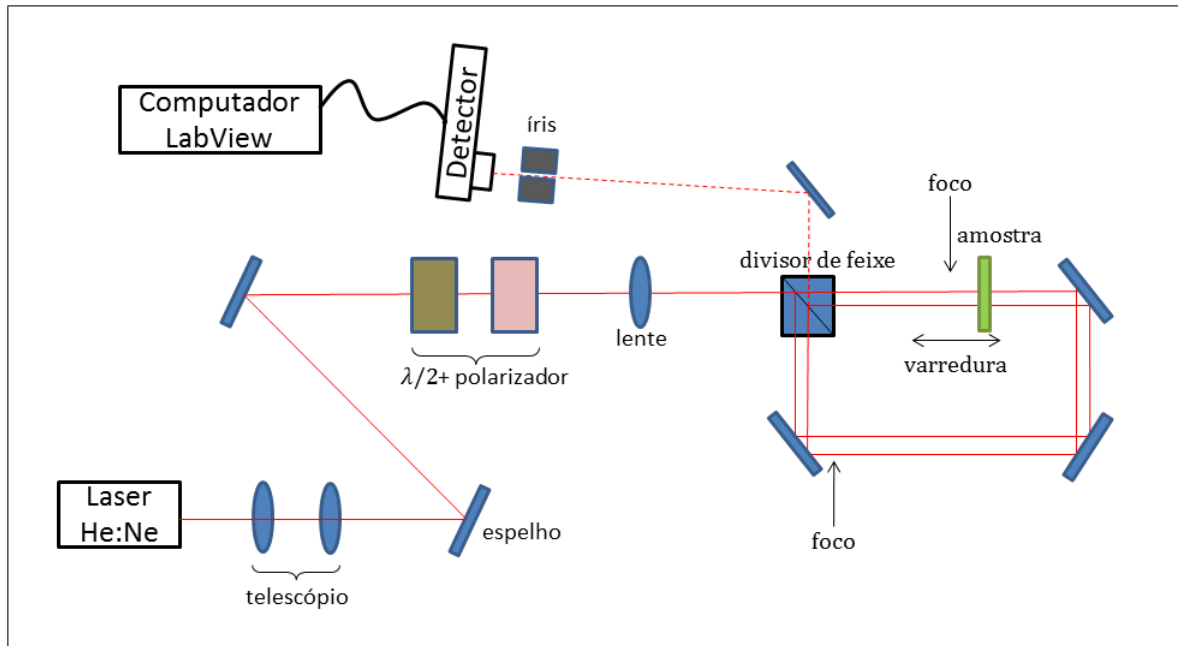 Computador
LabView
Detector
íris
foco
amostra
divisor de feixe
lente
varredura
λ/2+ polarizador
Laser
He:Ne
espelho
foco
telescópio